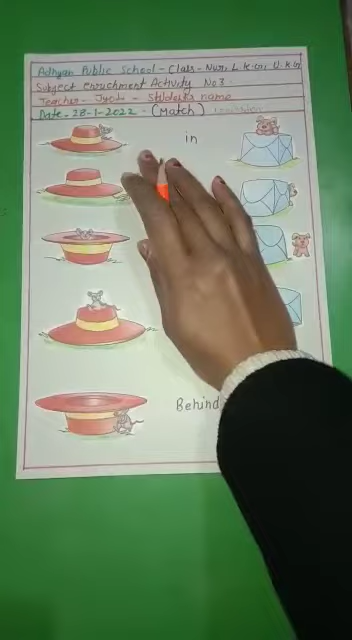 Adhyan Public School - Class - Nur, L.K.G, U.K.G
Subject enrichment Activity No 3.
Teacher - Jyoti - Stddent's name
Date - 28-1-2022 - (Match)
in
Behind